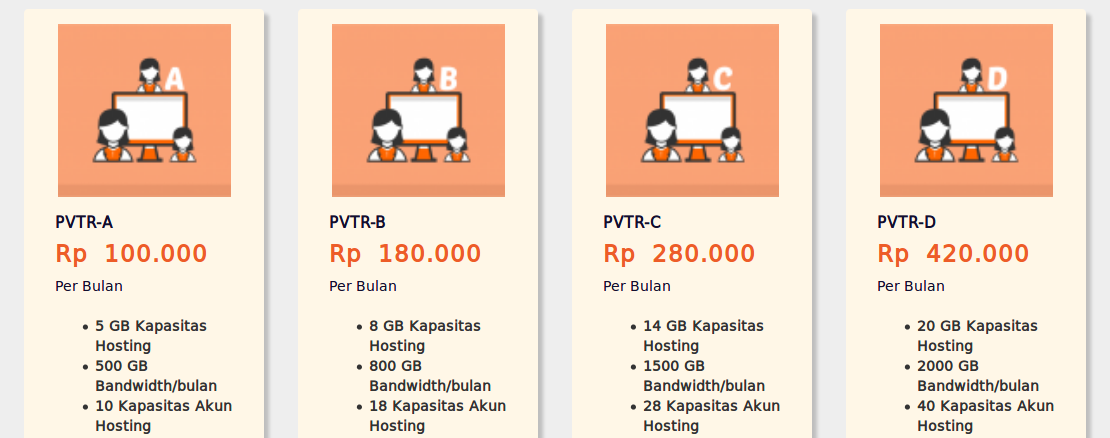 A
PVTR-A
Rp 100.000
Per Bulan
• 5 GB Kapasitas
Hosting
• 500 GB
Bandwidth/bulan
• 10 Kapasitas Akun
Hosting
B
PVTR-B
Rp 180.000
Per Bulan
• 8 GB Kapasitas
Hosting
• 800 GB
Bandwidth/bulan
• 18 Kapasitas Akun
Hosting
C
PVTR-C
Rp 280.000
Per Bulan
• 14 GB Kapasitas
Hosting
• 1500 GB
Bandwidth/bulan
• 28 Kapasitas Akun
Hosting
D
PVTR-D
Rp 420.000
Per Bulan
• 20 GB Kapasitas
Hosting
• 2000 GB
Bandwidth/bulan
• 40 Kapasitas Akun
Hosting